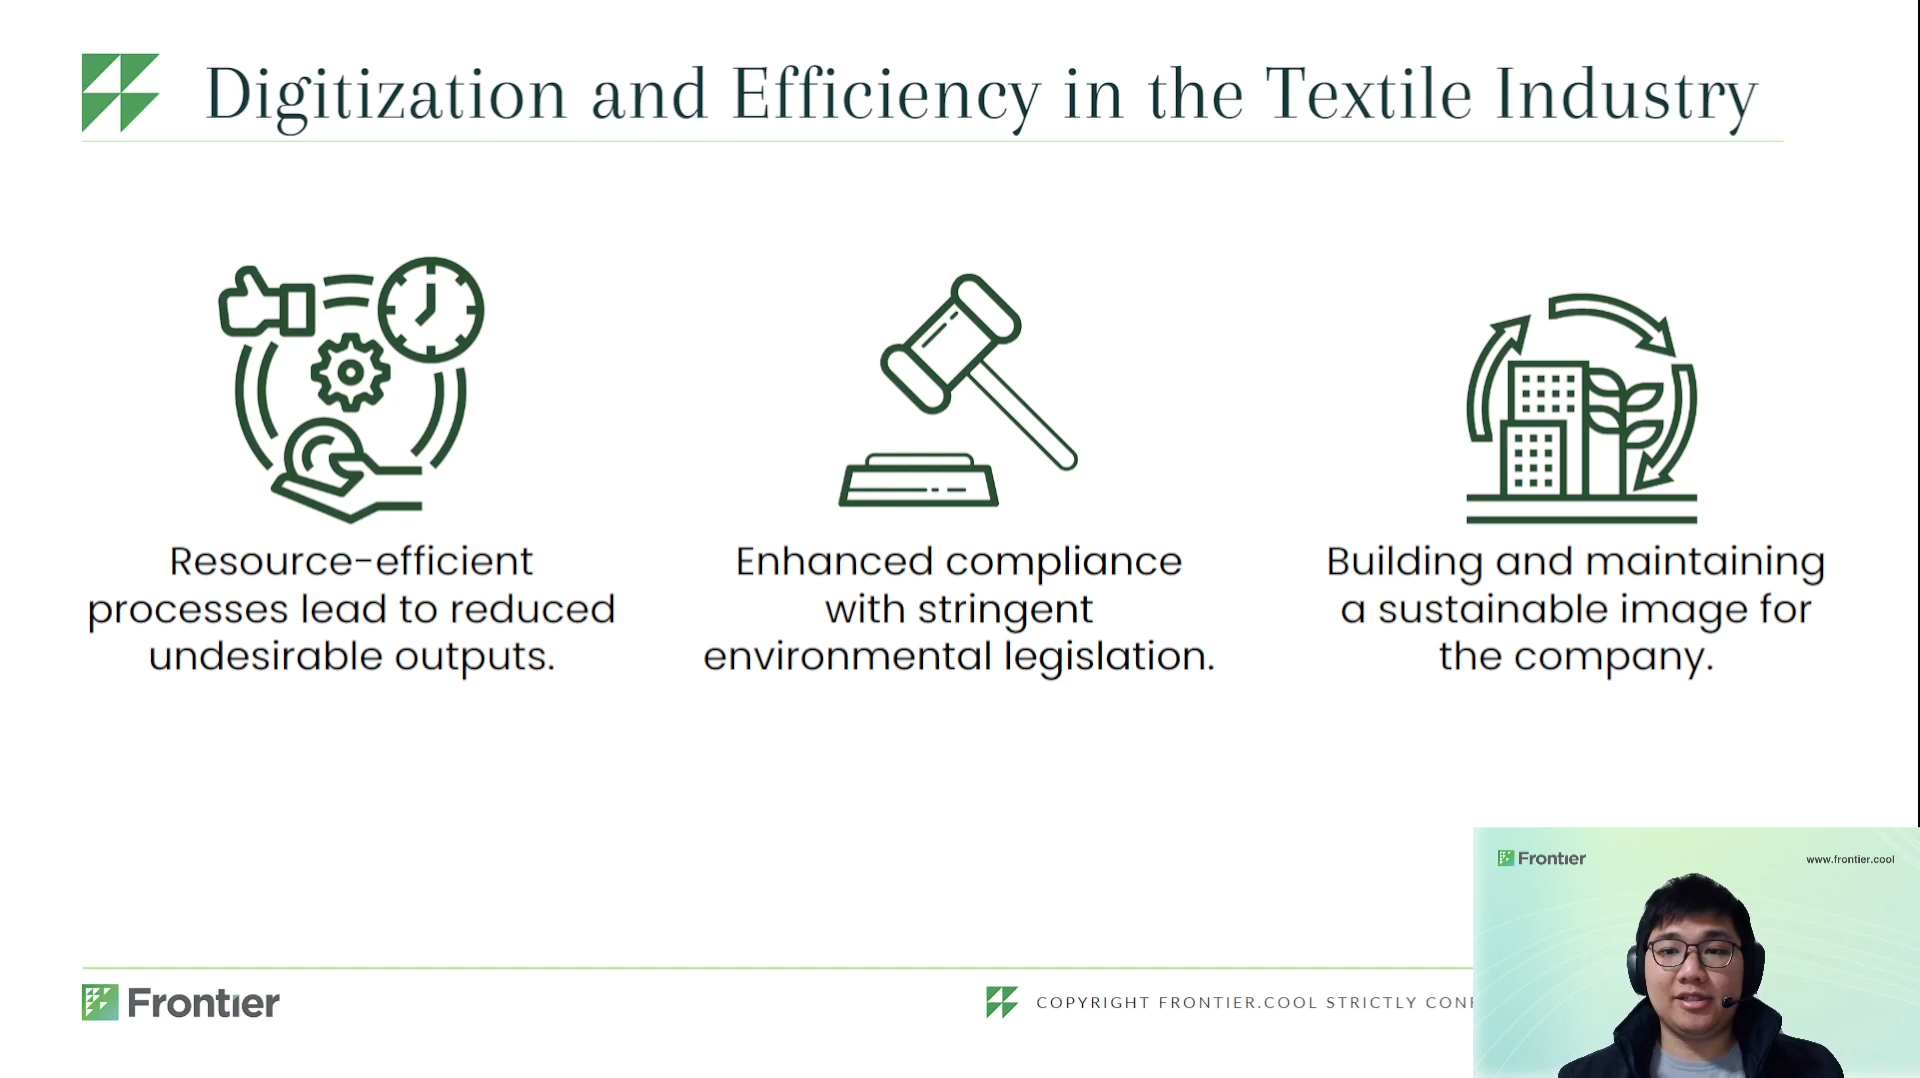 Digitization and Efficiency in the Textile Industry
Resource-efficient
processes lead to reduced
undesirable outputs.
Enhanced compliance
with stringent
environmental legislation.
Building and maintaining
a sustainable image for
the company.
Frontier
www.frontier.cool
Frontier
COPYRIGHT FRONTIER.COOL STRICTLY